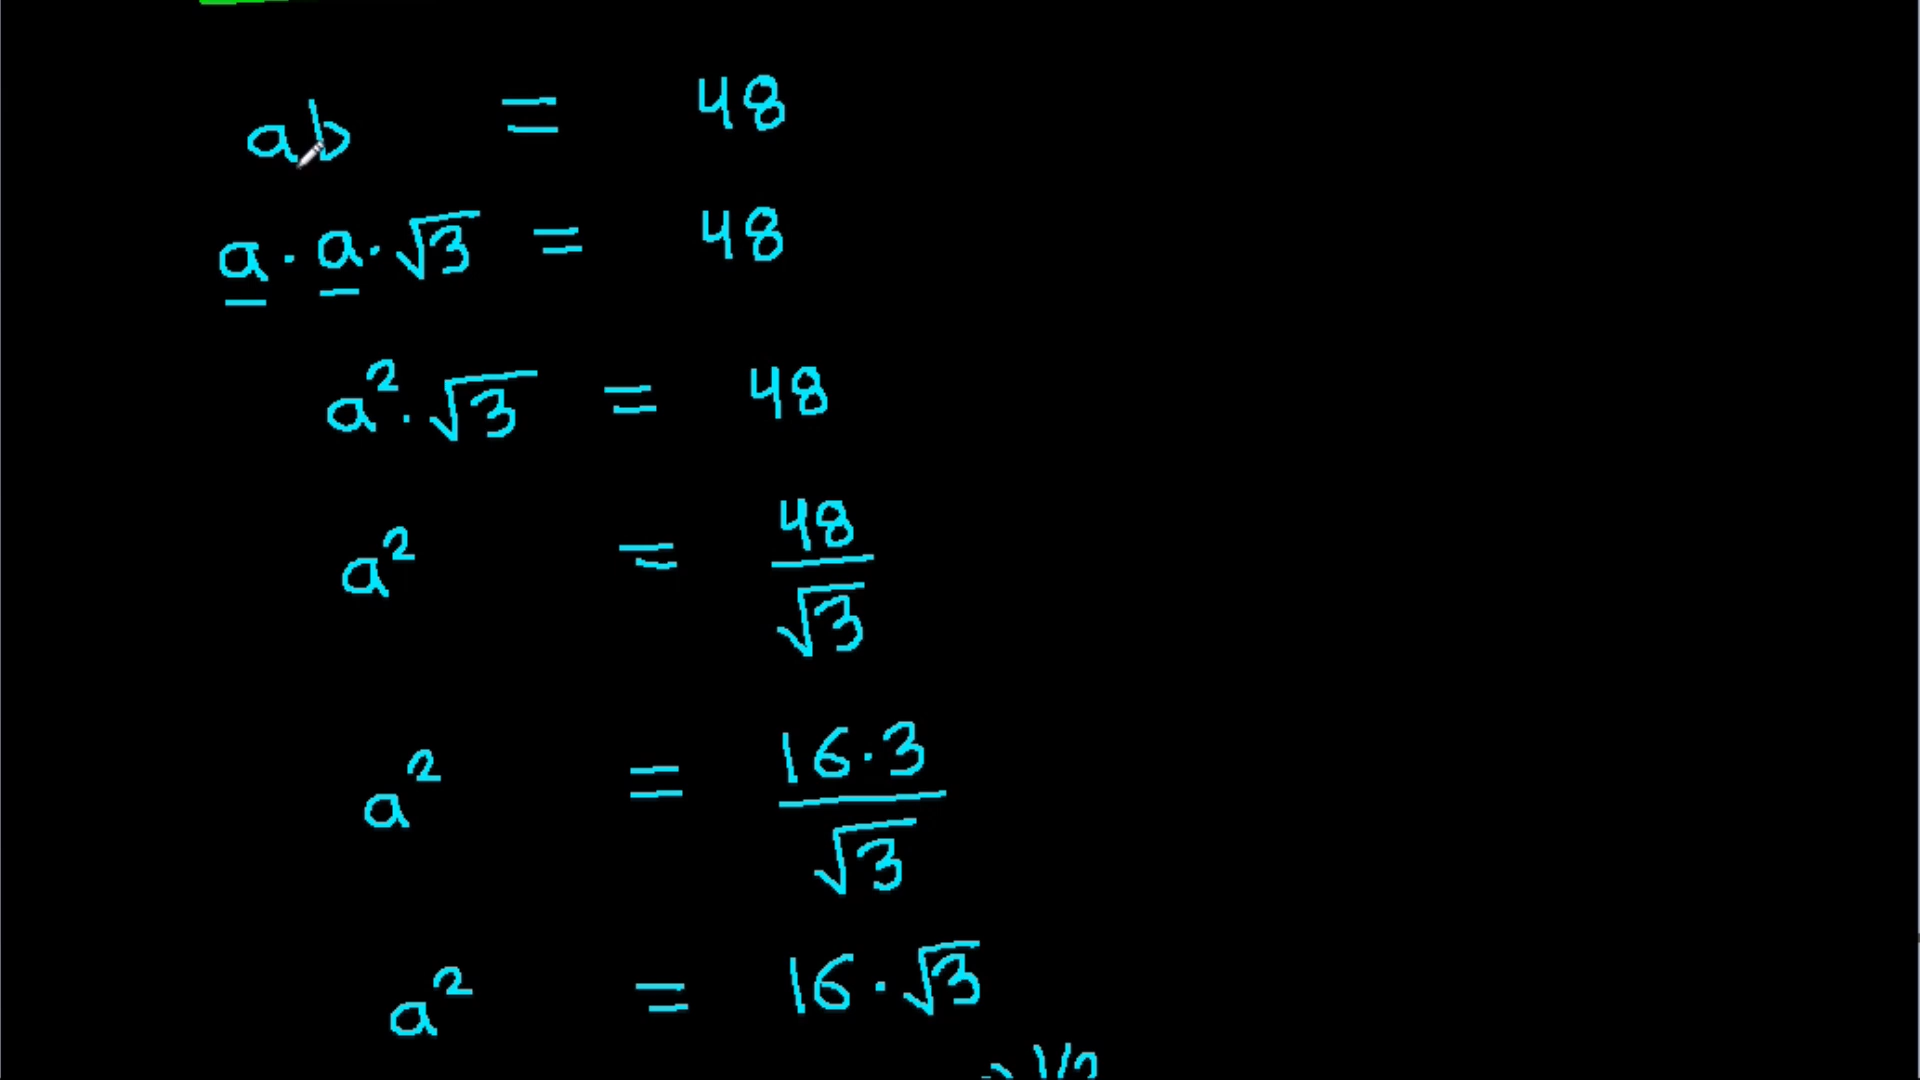 ab = 48
a · a · √3 = 48
a² · √3 = 48
a² = 48/√3
a² = 16·3/√3
a² = 16·√3